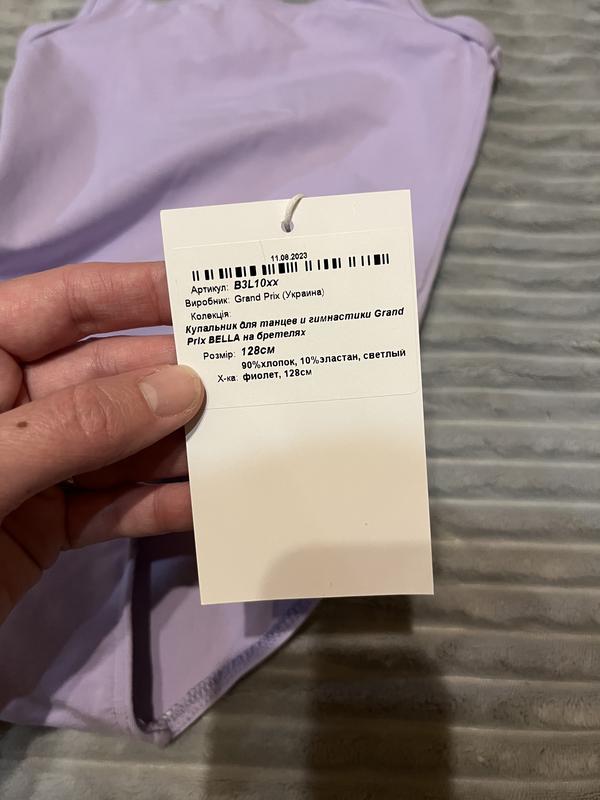 11.08.2023
Артикул: B3L10xx
Виробник: Grand Prix (Украина)
Колекція:
Купальник для танцев и гимнастики Grand
Prix BELLA на бретелях
Розмір: 128см
90%хлопок, 10%эластан, светлый
Х-ка: фиолет, 128см